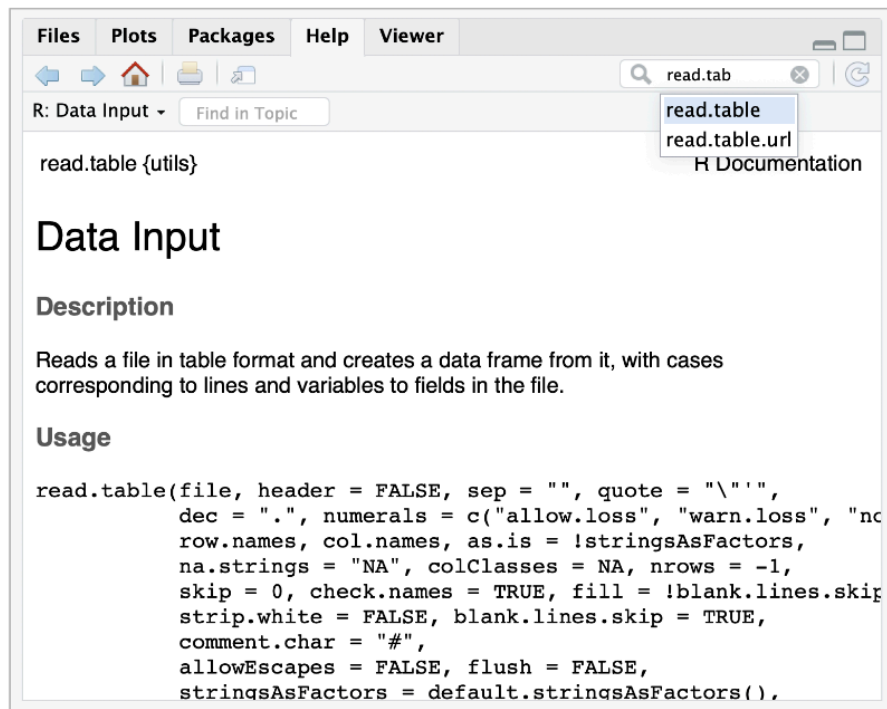 Files Plots Packages Help Viewer
read.tab
R: Data Input Find in Topic
read.table
read.table.url
read.table {utils} R Documentation
Data Input
Description
Reads a file in table format and creates a data frame from it, with cases
corresponding to lines and variables to fields in the file.
Usage
read.table(file, header = FALSE, sep = "", quote = "\"'",
dec = ".", numerals = c("allow.loss", "warn.loss", "no
row.names, col.names, as.is = !stringsAsFactors,
na.strings = "NA", colClasses = NA, nrows = -1,
skip = 0, check.names = TRUE, fill = !blank.lines.skip
strip.white = FALSE, blank.lines.skip = TRUE,
comment.char = "#",
allowEscapes = FALSE, flush = FALSE,
stringsAsFactors = default.stringsAsFactors(),